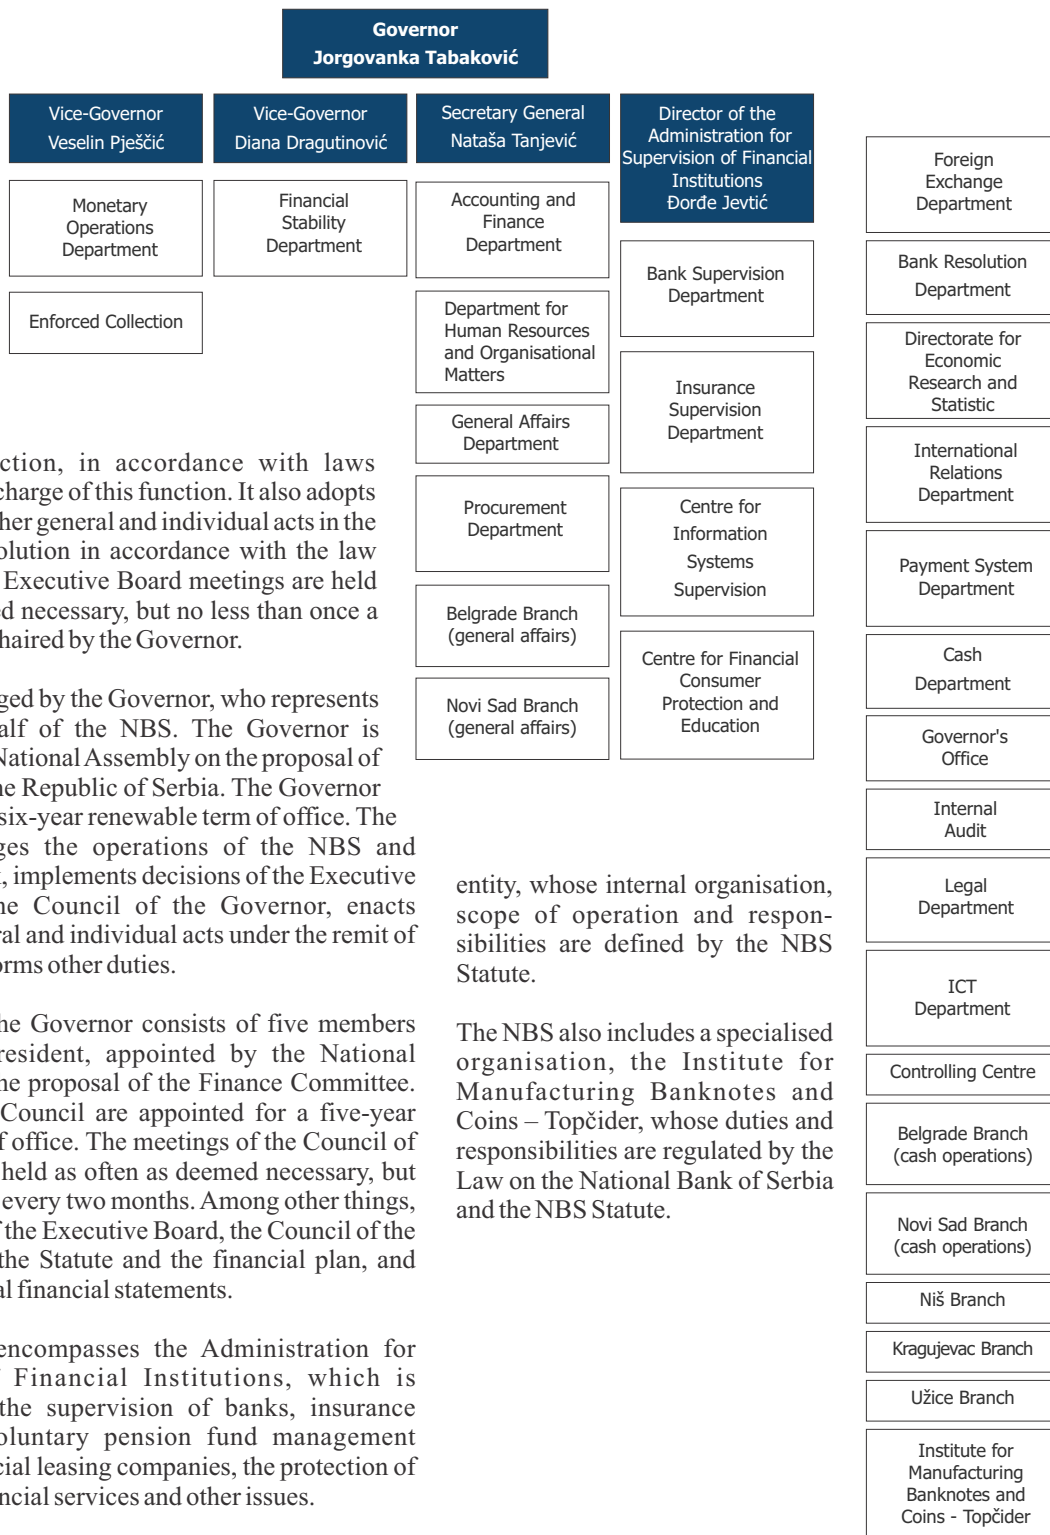 Governor
Jorgovanka Tabaković
Vice-Governor
Veselin Pješčić
Vice-Governor
Diana Dragutinović
Secretary General
Nataša Tanjević
Director of the
Administration for
Supervision of Financial
Institutions
Đorđe Jevtić
Monetary
Operations
Department
Enforced Collection
Financial
Stability
Department
Accounting and
Finance
Department
Department for
Human Resources
and Organisational
Matters
General Affairs
Department
Procurement
Department
Belgrade Branch
(general affairs)
Novi Sad Branch
(general affairs)
Bank Supervision
Department
Insurance
Supervision
Department
Centre for
Information
Systems
Supervision
Centre for Financial
Consumer
Protection and
Education
Foreign
Exchange
Department
Bank Resolution
Department
Directorate for
Economic
Research and
Statistic
International
Relations
Department
Payment System
Department
Cash
Department
Governor's
Office
Internal
Audit
Legal
Department
ICT
Department
Controlling Centre
Belgrade Branch
(cash operations)
Novi Sad Branch
(cash operations)
Niš Branch
Kragujevac Branch
Užice Branch
Institute for
Manufacturing
Banknotes and
Coins - Topčider
ction, in accordance with laws
charge of this function. It also adopts
her general and individual acts in the
olution in accordance with the law
Executive Board meetings are held
ed necessary, but no less than once a
haired by the Governor.
ged by the Governor, who represents
alf of the NBS. The Governor is
National Assembly on the proposal of
he Republic of Serbia. The Governor
six-year renewable term of office. The
ges the operations of the NBS and
, implements decisions of the Executive
he Council of the Governor, enacts
ral and individual acts under the remit of
orms other duties.
he Governor consists of five members
resident, appointed by the National
he proposal of the Finance Committee.
Council are appointed for a five-year
f office. The meetings of the Council of
held as often as deemed necessary, but
every two months. Among other things,
f the Executive Board, the Council of the
the Statute and the financial plan, and
al financial statements.
encompasses the Administration for
Financial Institutions, which is
the supervision of banks, insurance
oluntary pension fund management
cial leasing companies, the protection of
ncial services and other issues.
entity, whose internal organisation,
scope of operation and respon-
sibilities are defined by the NBS
Statute.
The NBS also includes a specialised
organisation, the Institute for
Manufacturing Banknotes and
Coins – Topčider, whose duties and
responsibilities are regulated by the
Law on the National Bank of Serbia
and the NBS Statute.